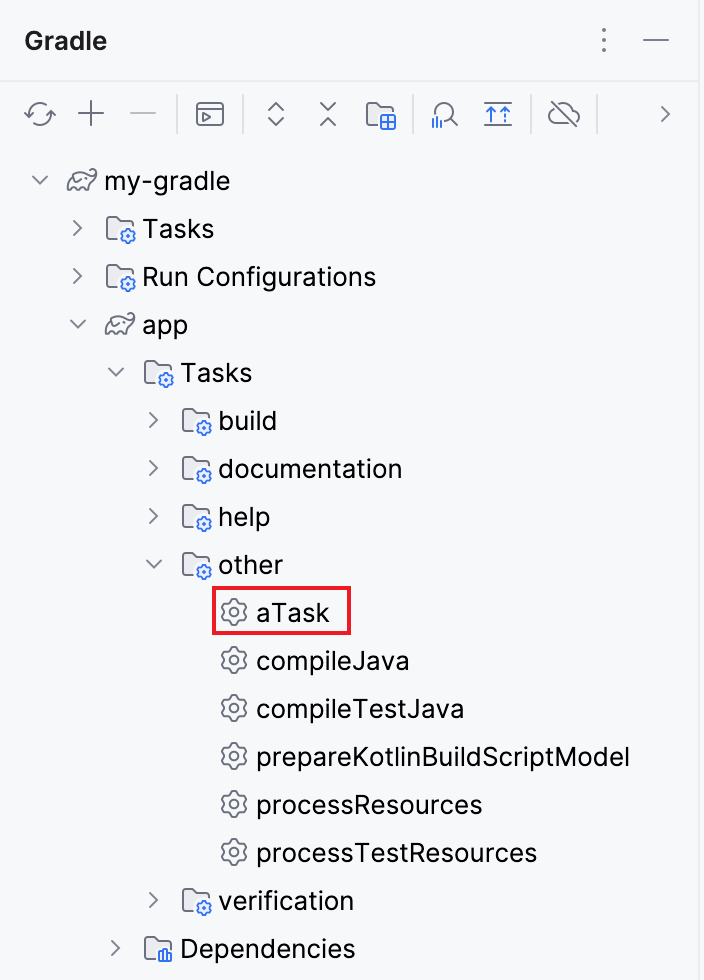 Gradle
my-gradle
Tasks
Run Configurations
app
Tasks
build
documentation
help
other
aTask
compileJava
compileTestJava
prepareKotlinBuildScriptModel
processResources
processTestResources
verification
Dependencies